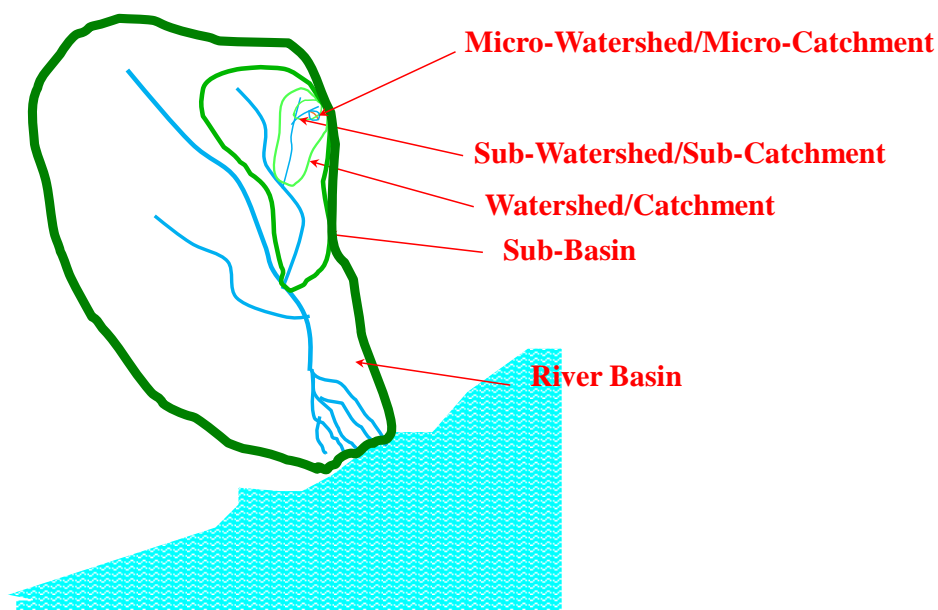 Micro-Watershed/Micro-Catchment
Sub-Watershed/Sub-Catchment
Watershed/Catchment
Sub-Basin
River Basin